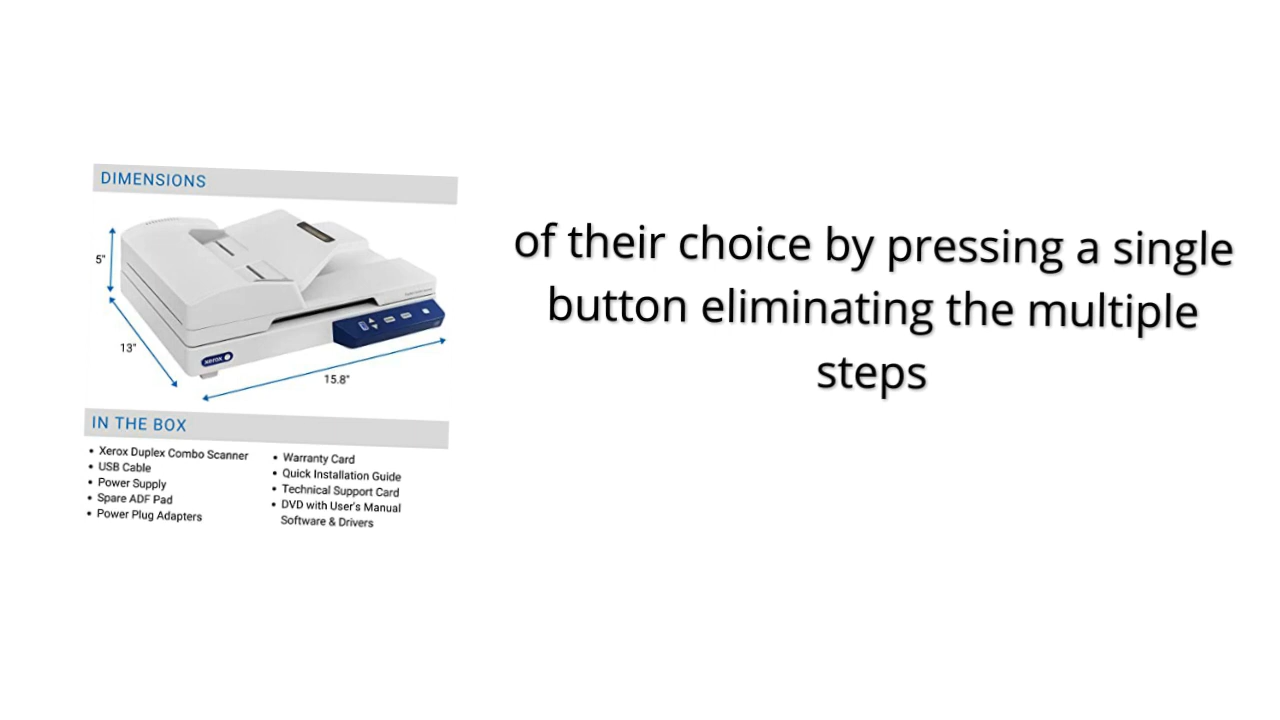 DIMENSIONS
5"
13"
15.8"
xerox
IN THE BOX
• Xerox Duplex Combo Scanner
• USB Cable
• Power Supply
• Spare ADF Pad
• Power Plug Adapters
• Warranty Card
• Quick Installation Guide
• Technical Support Card
• DVD with User's Manual
Software & Drivers
of their choice by pressing a single
button eliminating the multiple
steps